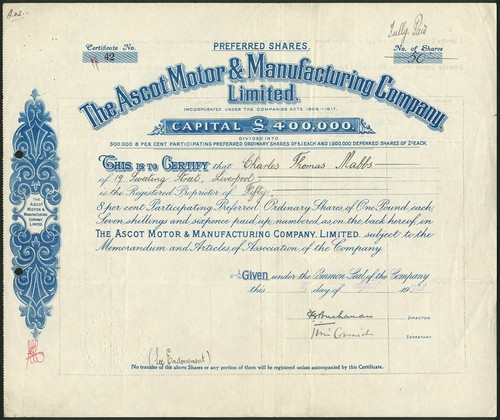 A.42.
Fully Paid
PREFERRED SHARES.
Certificate No.
42
No. of Shares
50
The Ascot Motor & Manufacturing Company,
Limited.
INCORPORATED UNDER THE COMPANIES ACTS, 1908-1917.
CAPITAL £400,000,
DIVIDED INTO
300,000 8 PER CENT PARTICIPATING PREFERRED ORDINARY SHARES OF £1 EACH AND 1,000,000 DEFERRED SHARES OF 2/- EACH.
THIS IS TO CERTIFY that Charles Thomas Mabbs
of 19 Sweeting Street, Liverpool
is the Registered Proprietor of Fifty
8 per cent Participating Preferred Ordinary Shares of One Pound, each
Seven shillings and sixpence paid up, numbered as on the back hereof, in
THE ASCOT MOTOR & MANUFACTURING COMPANY, LIMITED, subject to the
Memorandum and Articles of Association of the Company
THE
ASCOT
MOTOR &
MANUFACTURING
COMPANY
LIMITED
Given under the Common Seal of the Company
this day of 19
Buchanan
DIRECTOR
McCormick
SECRETARY
(See Endorsement)
No transfer of the above Shares or any portion of them will be registered unless accompanied by this Certificate.